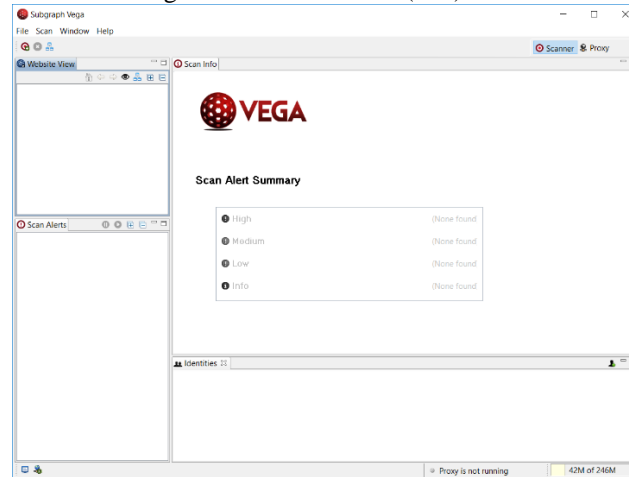 Subgraph Vega
File Scan Window Help
Scanner Proxy
Website View
Scan Info
VEGA
Scan Alert Summary
High (None found
Medium (None found
Low (None found
Info (None found
Scan Alerts
Identities
Proxy is not running
42M of 246M